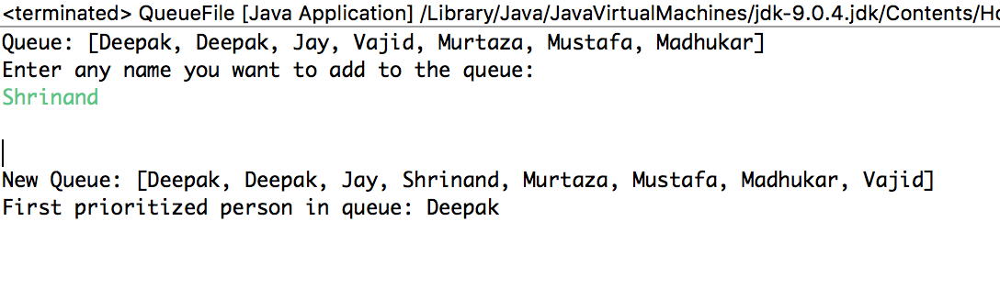 <terminated> QueueFile [Java Application] /Library/Java/JavaVirtualMachines/jdk-9.0.4.jdk/Contents/Ho
Queue: [Deepak, Deepak, Jay, Vajid, Murtaza, Mustafa, Madhukar]
Enter any name you want to add to the queue:
Shrinand
New Queue: [Deepak, Deepak, Jay, Shrinand, Murtaza, Mustafa, Madhukar, Vajid]
First prioritized person in queue: Deepak